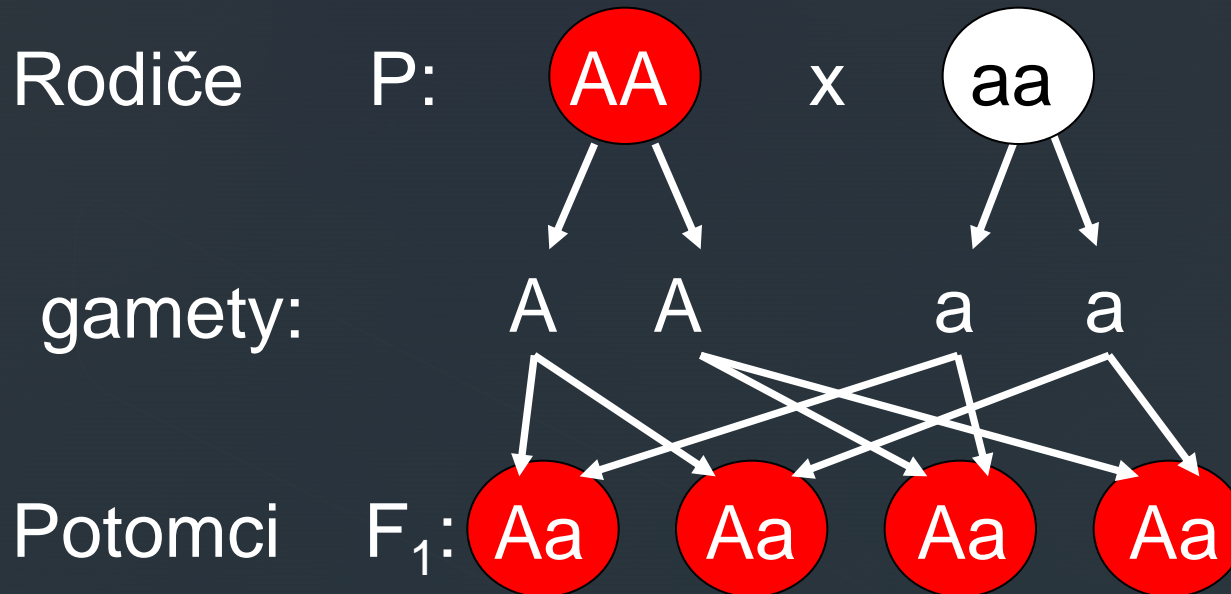 Rodiče P: AA x aa
gamety: A A a a
Potomci F₁: Aa Aa Aa Aa